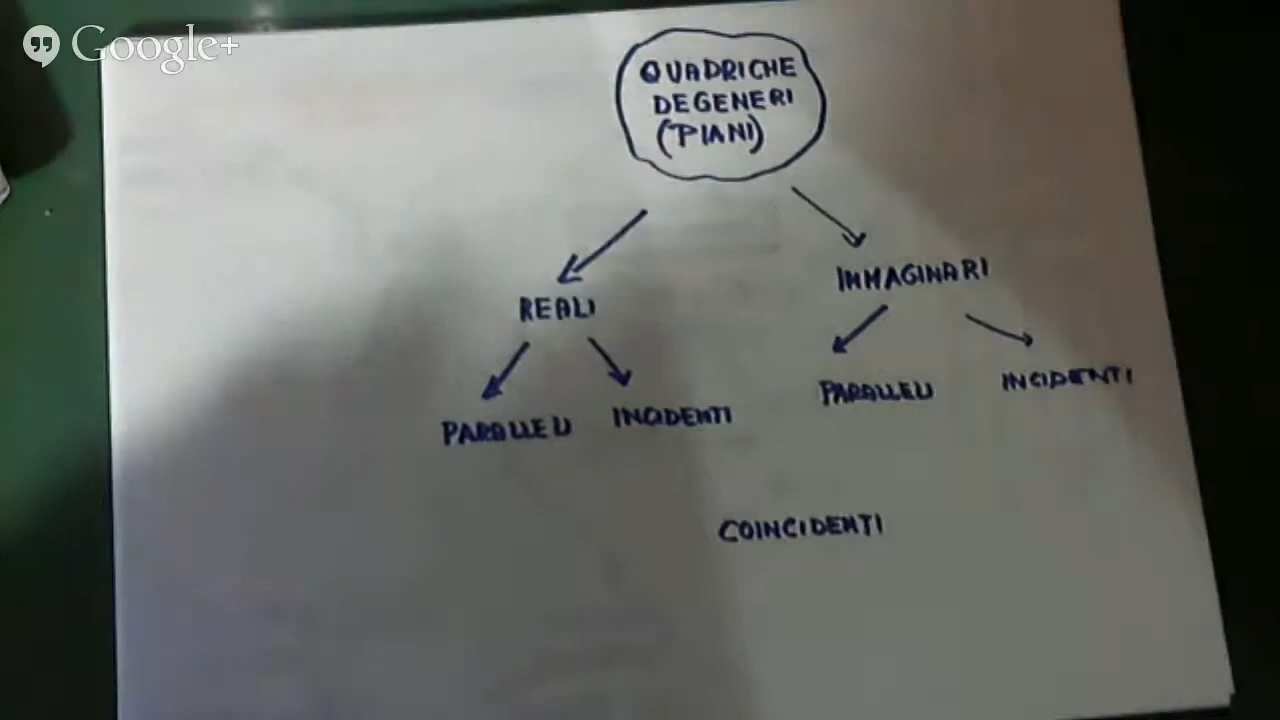 Google+
QUADRICHE
DEGENERI
(PIANI)
REALI
IMMAGINARI
PARALLELI
INCIDENTI
PARALLELI
INCIDENTI
COINCIDENTI